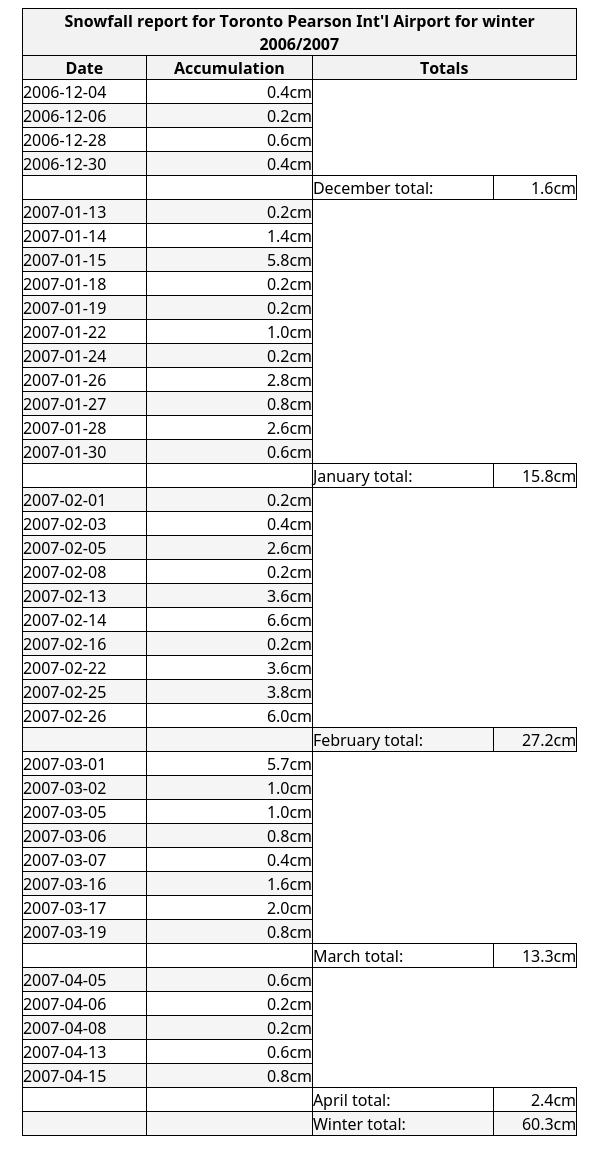 Snowfall report for Toronto Pearson Int'l Airport for winter
2006/2007
Date Accumulation Totals
2006-12-04 0.4cm
2006-12-06 0.2cm
2006-12-28 0.6cm
2006-12-30 0.4cm
December total: 1.6cm
2007-01-13 0.2cm
2007-01-14 1.4cm
2007-01-15 5.8cm
2007-01-18 0.2cm
2007-01-19 0.2cm
2007-01-22 1.0cm
2007-01-24 0.2cm
2007-01-26 2.8cm
2007-01-27 0.8cm
2007-01-28 2.6cm
2007-01-30 0.6cm
January total: 15.8cm
2007-02-01 0.2cm
2007-02-03 0.4cm
2007-02-05 2.6cm
2007-02-08 0.2cm
2007-02-13 3.6cm
2007-02-14 6.6cm
2007-02-16 0.2cm
2007-02-22 3.6cm
2007-02-25 3.8cm
2007-02-26 6.0cm
February total: 27.2cm
2007-03-01 5.7cm
2007-03-02 1.0cm
2007-03-05 1.0cm
2007-03-06 0.8cm
2007-03-07 0.4cm
2007-03-16 1.6cm
2007-03-17 2.0cm
2007-03-19 0.8cm
March total: 13.3cm
2007-04-05 0.6cm
2007-04-06 0.2cm
2007-04-08 0.2cm
2007-04-13 0.6cm
2007-04-15 0.8cm
April total: 2.4cm
Winter total: 60.3cm